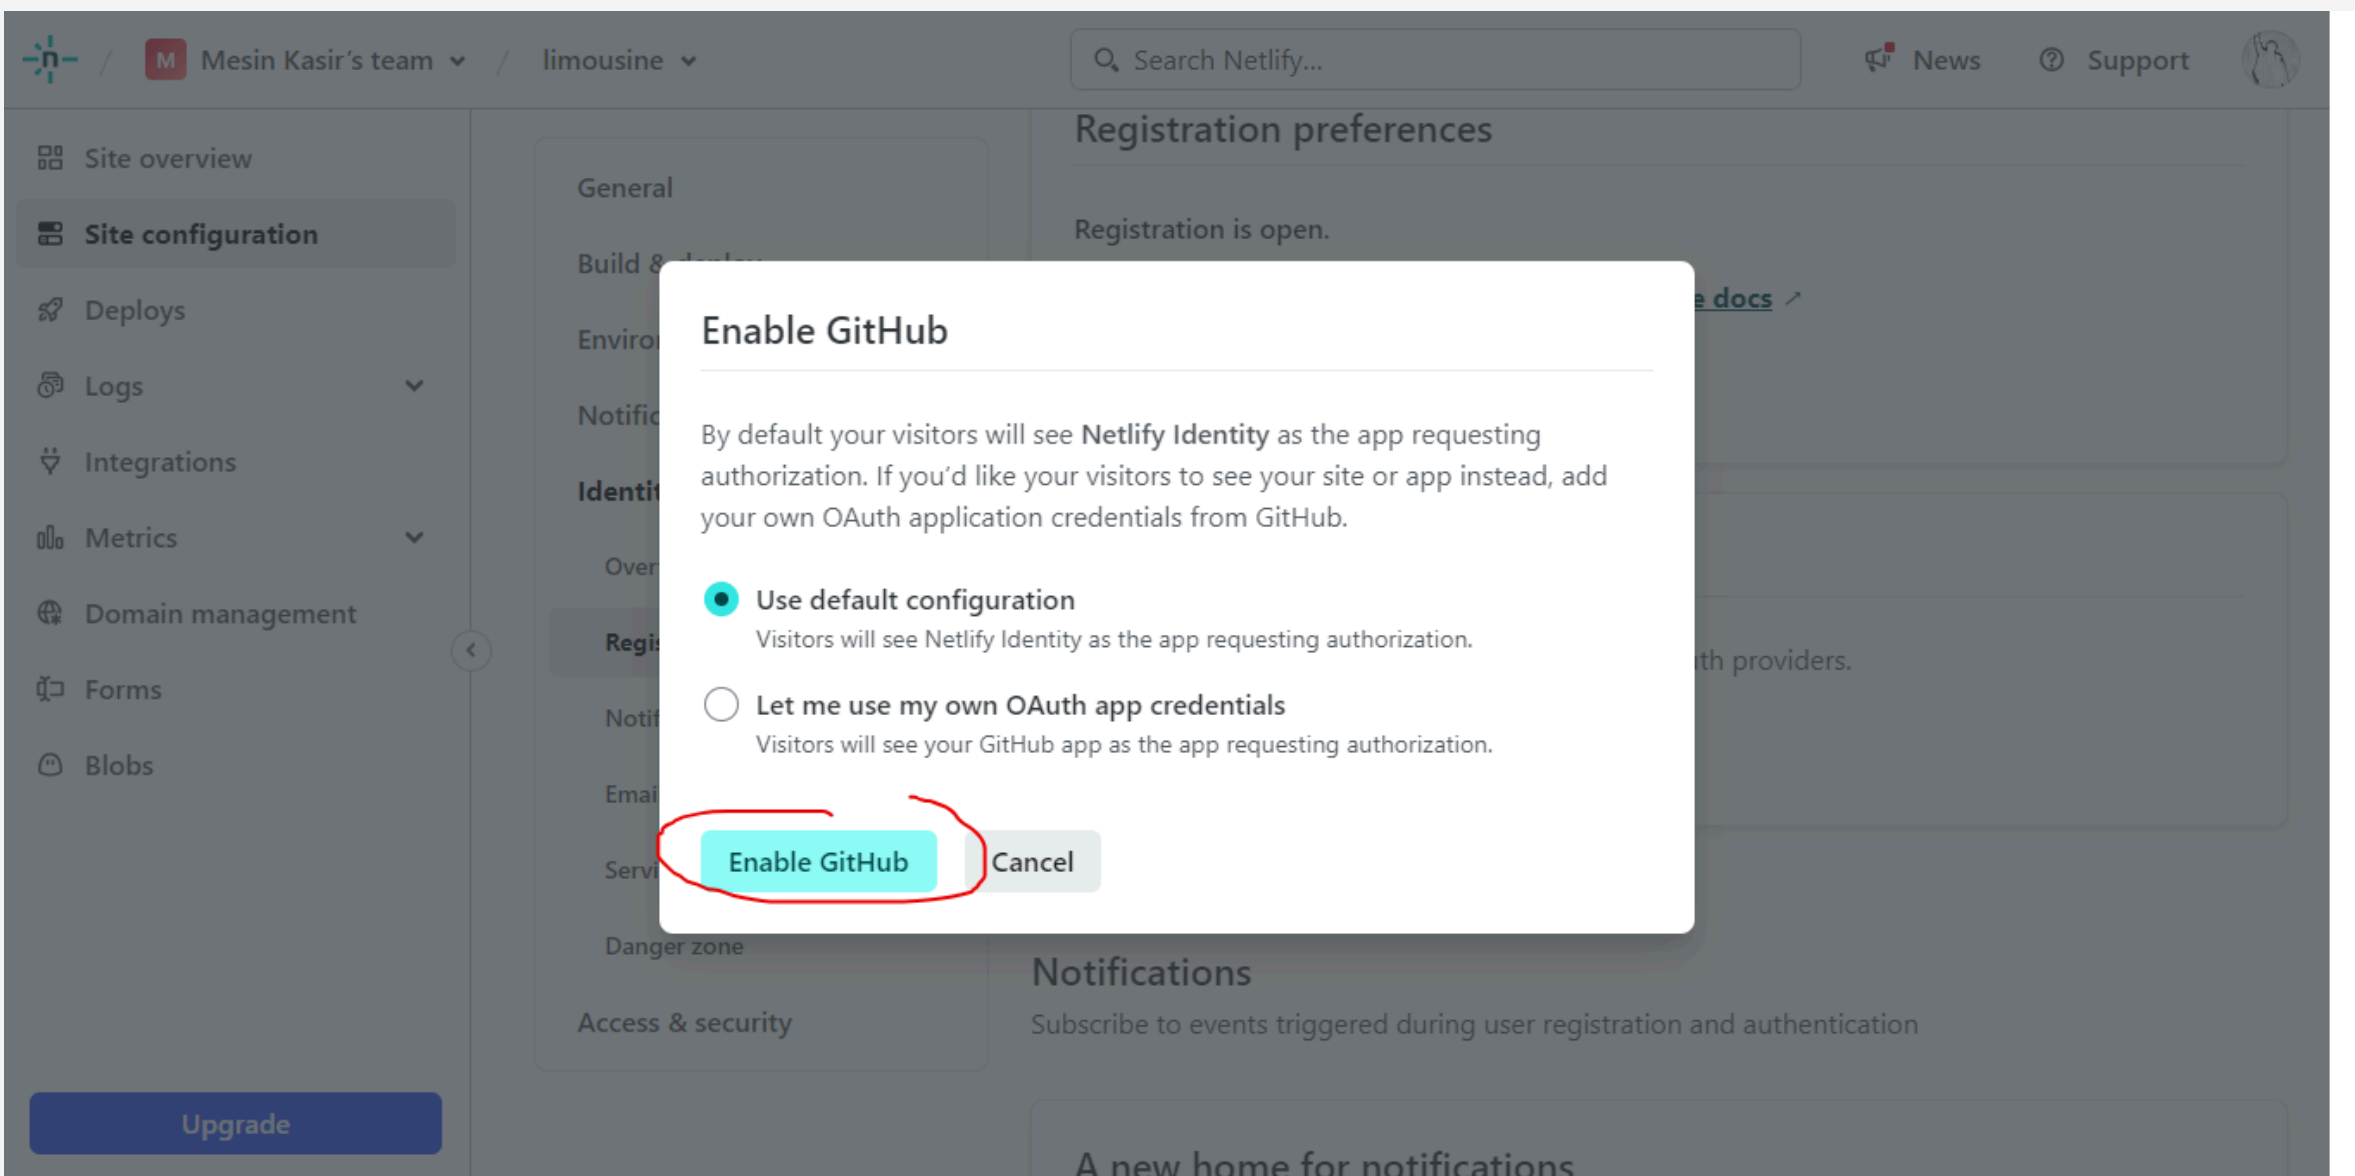 n / M Mesin Kasir's team / limousine
Search Netlify...
News
Support
Site overview
Site configuration
Deploys
Logs
Integrations
Metrics
Domain management
Forms
Blobs
Upgrade
General
Build & deploy
Notifications
Access & security
Danger zone
Registration preferences
Registration is open.
docs
Enable GitHub
By default your visitors will see Netlify Identity as the app requesting
authorization. If you'd like your visitors to see your site or app instead, add
your own OAuth application credentials from GitHub.
Use default configuration
Visitors will see Netlify Identity as the app requesting authorization.
Let me use my own OAuth app credentials
Visitors will see your GitHub app as the app requesting authorization.
Enable GitHub
Cancel
providers.
Subscribe to events triggered during user registration and authentication
A new home for notifications